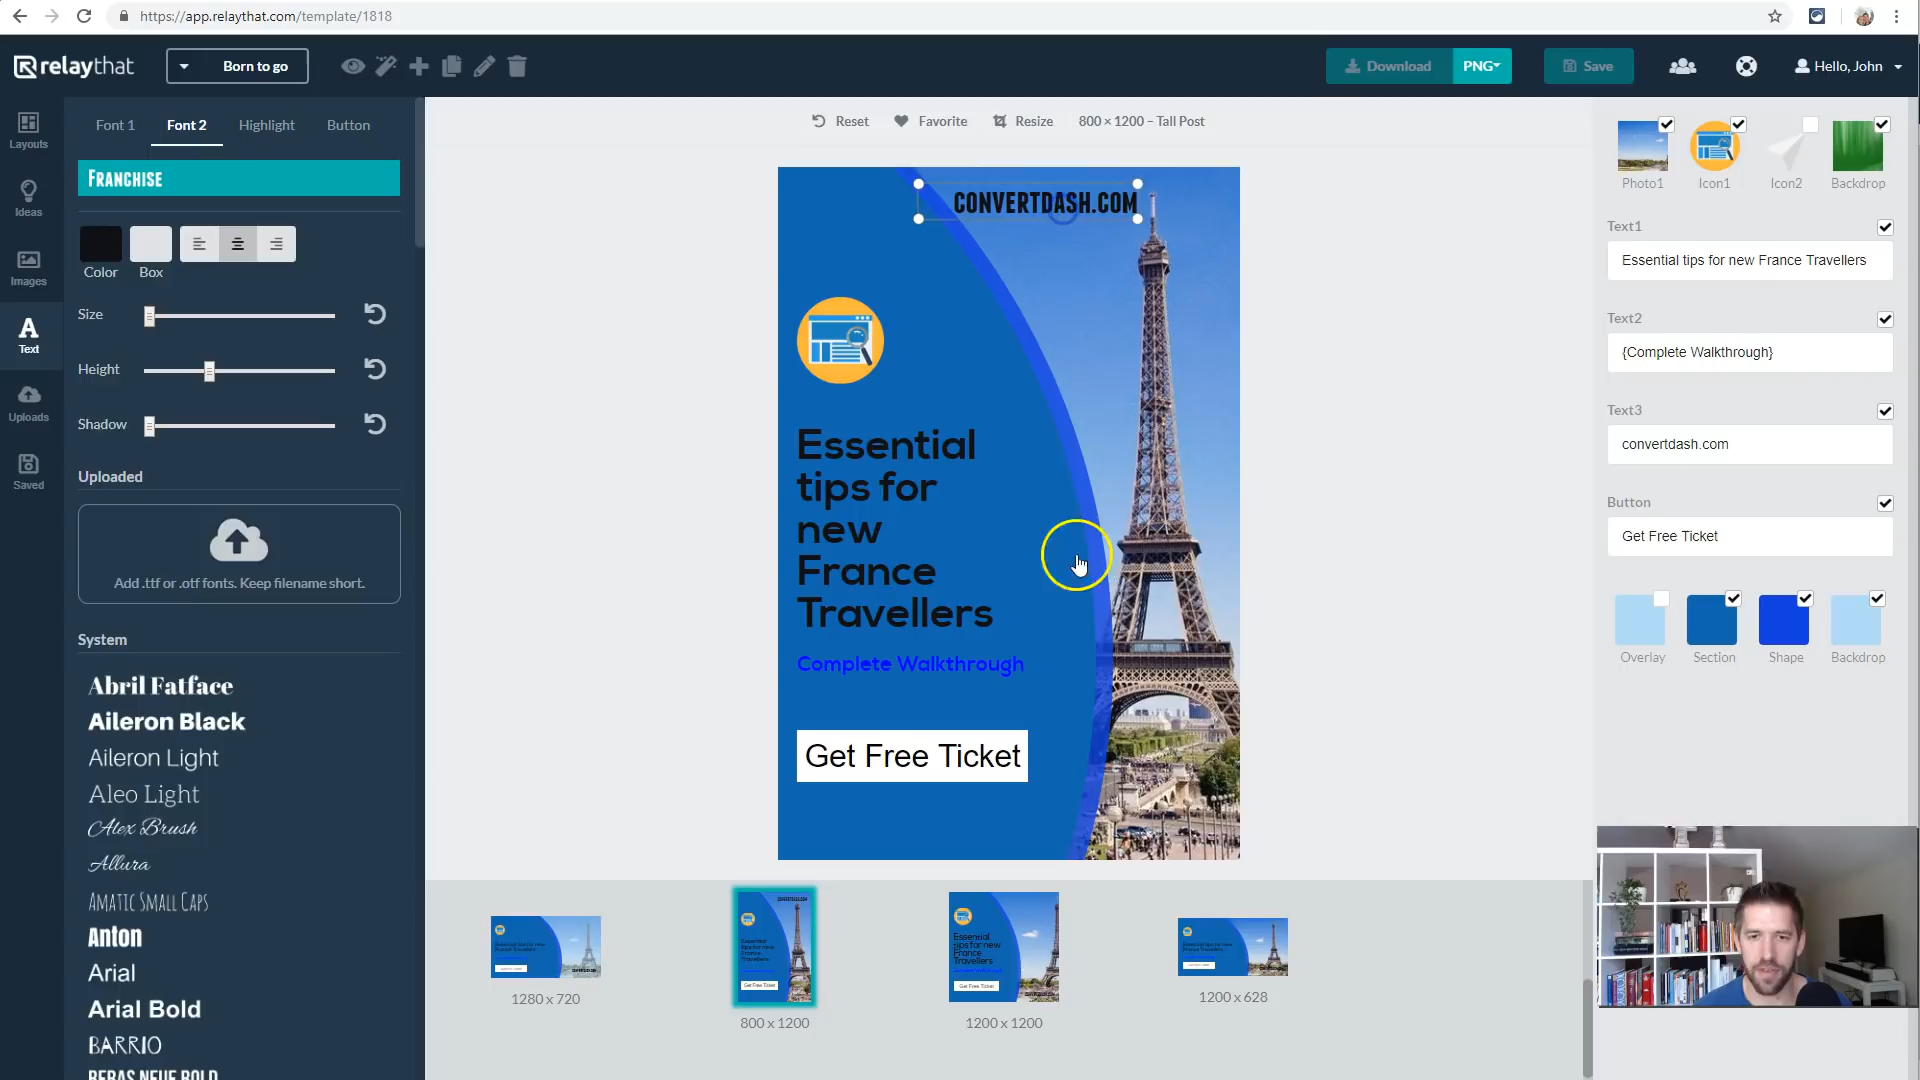 https://app.relaythat.com/template/1818
relaythat
Born to go
Download
PNG
Save
Hello, John
Layouts
Ideas
Images
Text
Uploads
Saved
Font 1
Font 2
Highlight
Button
Franchise
Color
Box
Size
Height
Shadow
Uploaded
Add .ttf or .otf fonts. Keep filename short.
System
Abril Fatface
Aileron Black
Aileron Light
Aleo Light
Alex Brush
Allura
Amatic Small Caps
Anton
Arial
Arial Bold
BARRIO
BEBAS NEUE BOLD
Reset
Favorite
Resize
800 × 1200 – Tall Post
CONVERTDASH.COM
Essential
tips for
new
France
Travellers
Complete Walkthrough
Get Free Ticket
1280 x 720
800 x 1200
1200 x 1200
1200 x 628
Photo1
Icon1
Icon2
Backdrop
Text1
Essential tips for new France Travellers
Text2
{Complete Walkthrough}
Text3
convertdash.com
Button
Get Free Ticket
Overlay
Section
Shape
Backdrop